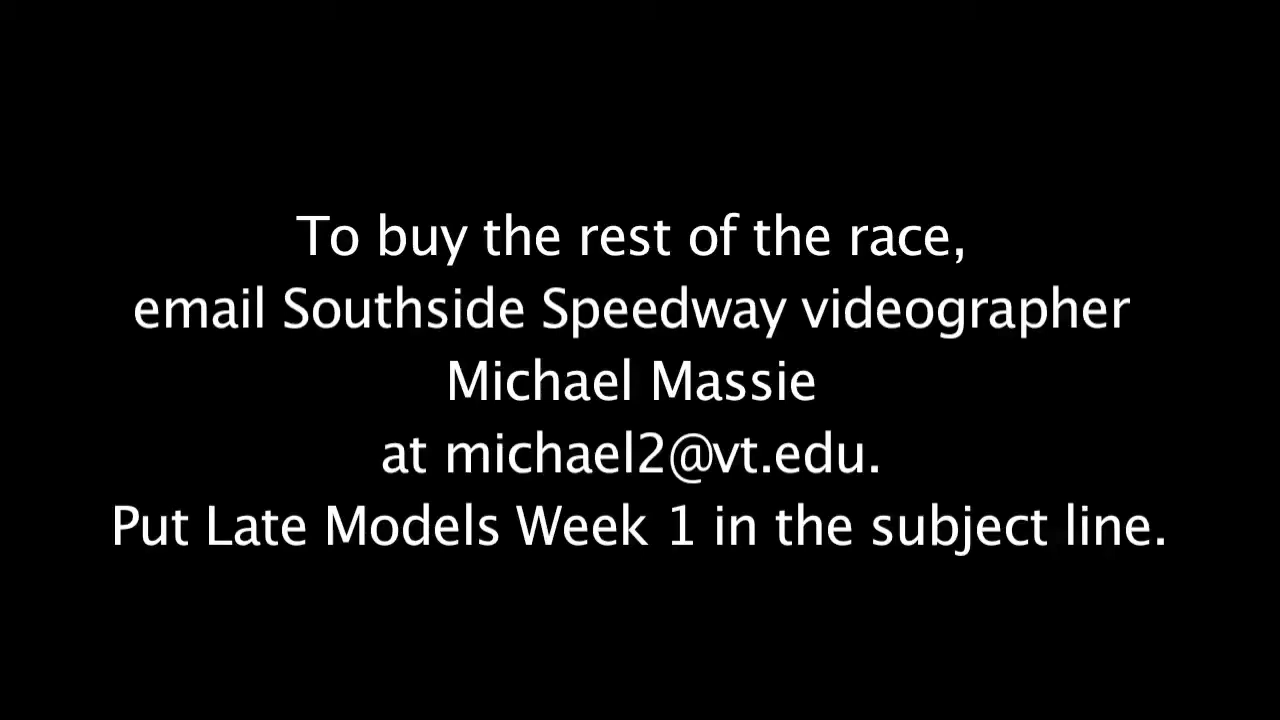 To buy the rest of the race,
email Southside Speedway videographer
Michael Massie
at michael2@vt.edu.
Put Late Models Week 1 in the subject line.